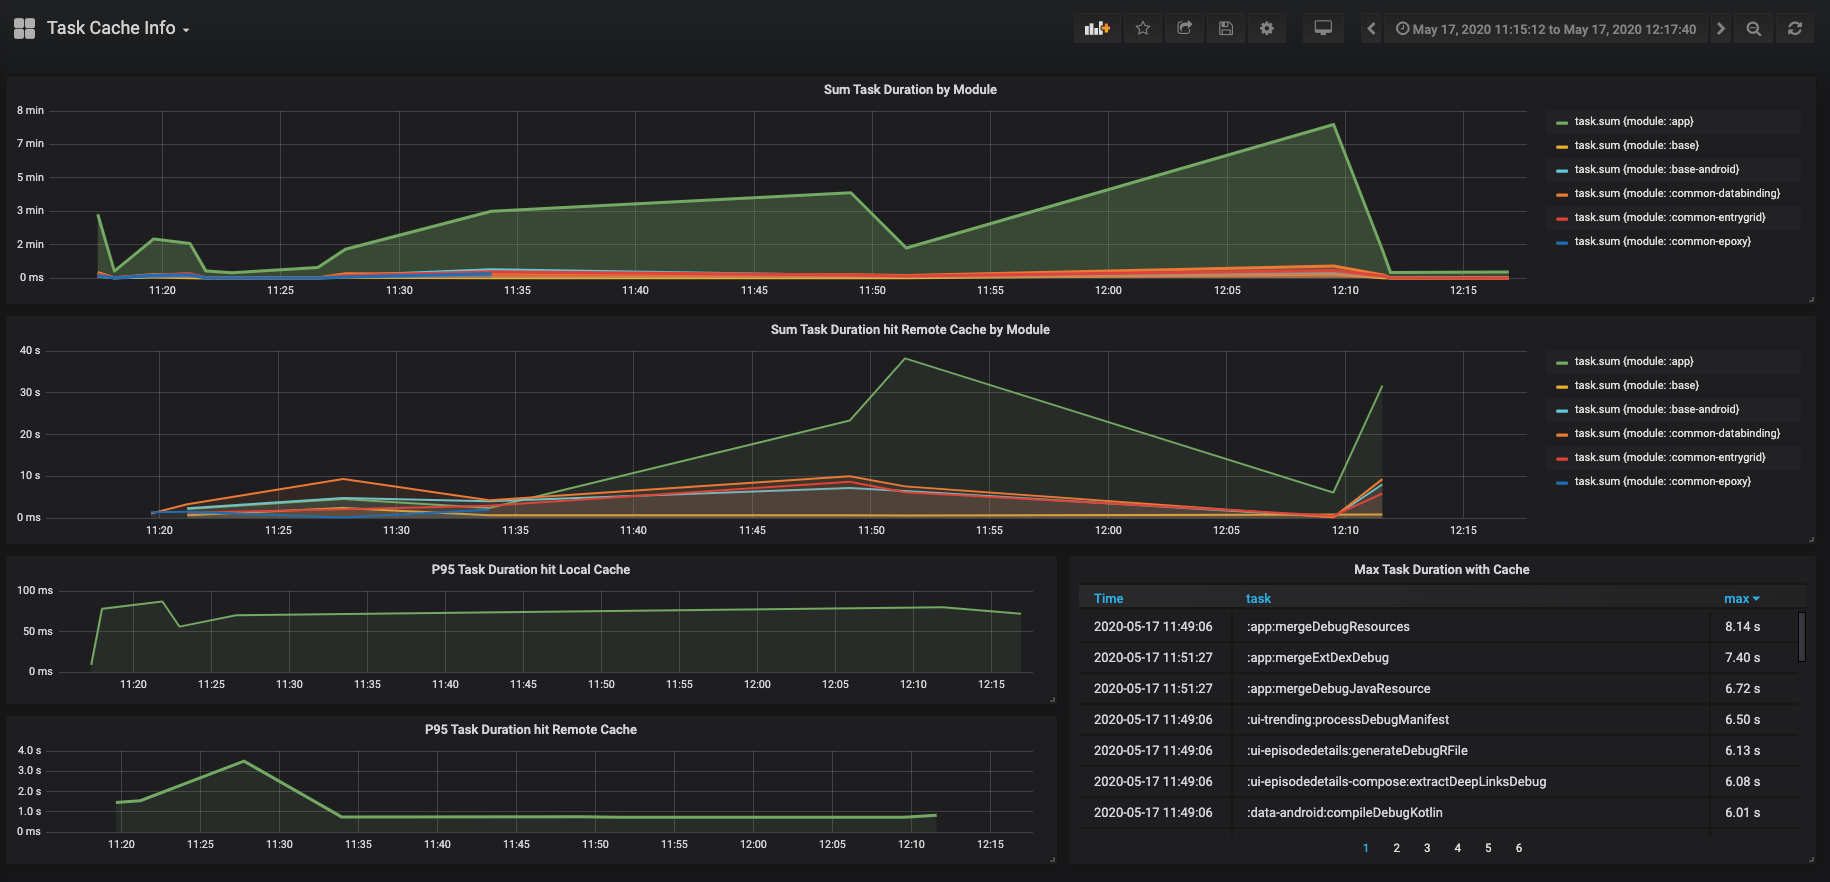 Task Cache Info
May 17, 2020 11:15:12 to May 17, 2020 12:17:40
Sum Task Duration by Module
8 min
7 min
5 min
3 min
2 min
0 ms
11:20 11:25 11:30 11:35 11:40 11:45 11:50 11:55 12:00 12:05 12:10 12:15
task.sum {module: :app}
task.sum {module: :base}
task.sum {module: :base-android}
task.sum {module: :common-databinding}
task.sum {module: :common-entrygrid}
task.sum {module: :common-epoxy}
Sum Task Duration hit Remote Cache by Module
40 s
30 s
20 s
10 s
0 ms
11:20 11:25 11:30 11:35 11:40 11:45 11:50 11:55 12:00 12:05 12:10 12:15
task.sum {module: :app}
task.sum {module: :base}
task.sum {module: :base-android}
task.sum {module: :common-databinding}
task.sum {module: :common-entrygrid}
task.sum {module: :common-epoxy}
P95 Task Duration hit Local Cache
100 ms
50 ms
0 ms
11:20 11:25 11:30 11:35 11:40 11:45 11:50 11:55 12:00 12:05 12:10 12:15
P95 Task Duration hit Remote Cache
4.0 s
3.0 s
2.0 s
1.0 s
0 ms
11:20 11:25 11:30 11:35 11:40 11:45 11:50 11:55 12:00 12:05 12:10 12:15
Max Task Duration with Cache
Time task max
2020-05-17 11:49:06 :app:mergeDebugResources 8.14 s
2020-05-17 11:51:27 :app:mergeExtDexDebug 7.40 s
2020-05-17 11:51:27 :app:mergeDebugJavaResource 6.72 s
2020-05-17 11:49:06 :ui-trending:processDebugManifest 6.50 s
2020-05-17 11:49:06 :ui-episodedetails:generateDebugRFile 6.13 s
2020-05-17 11:49:06 :ui-episodedetails-compose:extractDeepLinksDebug 6.08 s
2020-05-17 11:49:06 :data-android:compileDebugKotlin 6.01 s
1 2 3 4 5 6